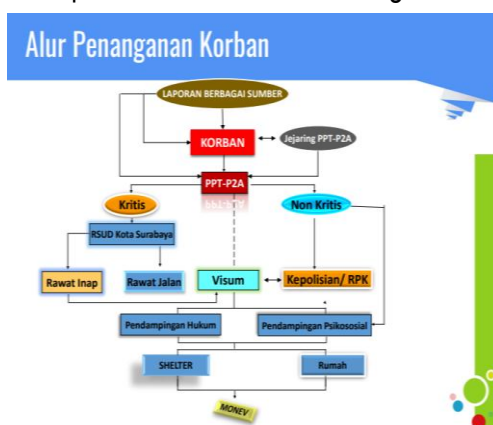 Alur Penanganan Korban
LAPORAN BERBAGAI SUMBER
KORBAN
Jejaring PPT-P2A
PPT-P2A
Kritis
Non Kritis
RSUD Kota Surabaya
Rawat Inap
Rawat Jalan
Visum
Kepolisian/ RPK
Pendampingan Hukum
Pendampingan Psikososial
SHELTER
Rumah
MONEV